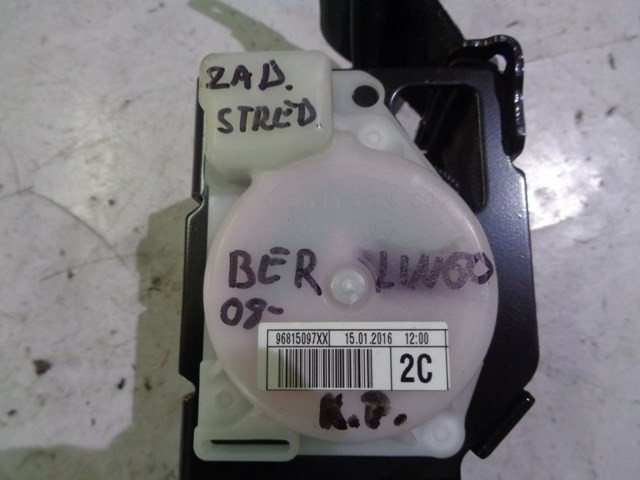 ZAD.
STRED.
BER LINGO
08-
96815097XX 15.01.2016 12:00
2C
K.P.